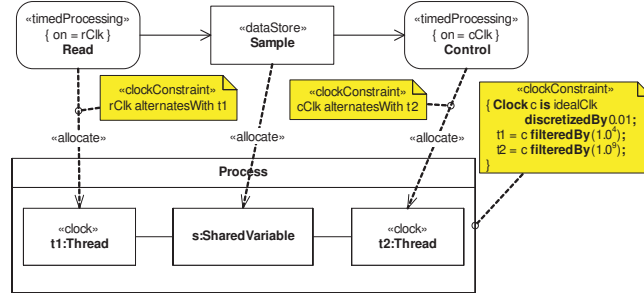 «timedProcessing»
{ on = rClk }
Read
«dataStore»
Sample
«timedProcessing»
{ on = cClk }
Control
«clockConstraint»
rClk alternatesWith t1
«clockConstraint»
cClk alternatesWith t2
«clockConstraint»
{ Clock c is idealClk
discretizedBy 0.01;
t1 = c filteredBy (1.0⁴);
t2 = c filteredBy (1.0⁹);
}
«allocate»
«allocate»
«allocate»
Process
«clock»
t1:Thread
s:SharedVariable
«clock»
t2:Thread